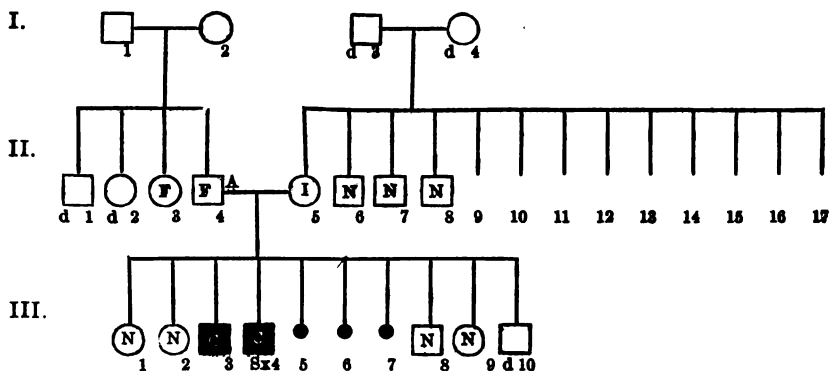 I.
1 2 d 3 d 4
II.
F F A I N N N
d 1 d 2 3 4 5 6 7 8 9 10 11 12 13 14 15 16 17
III.
N N N N
1 2 3 Sx4 5 6 7 8 9 d 10